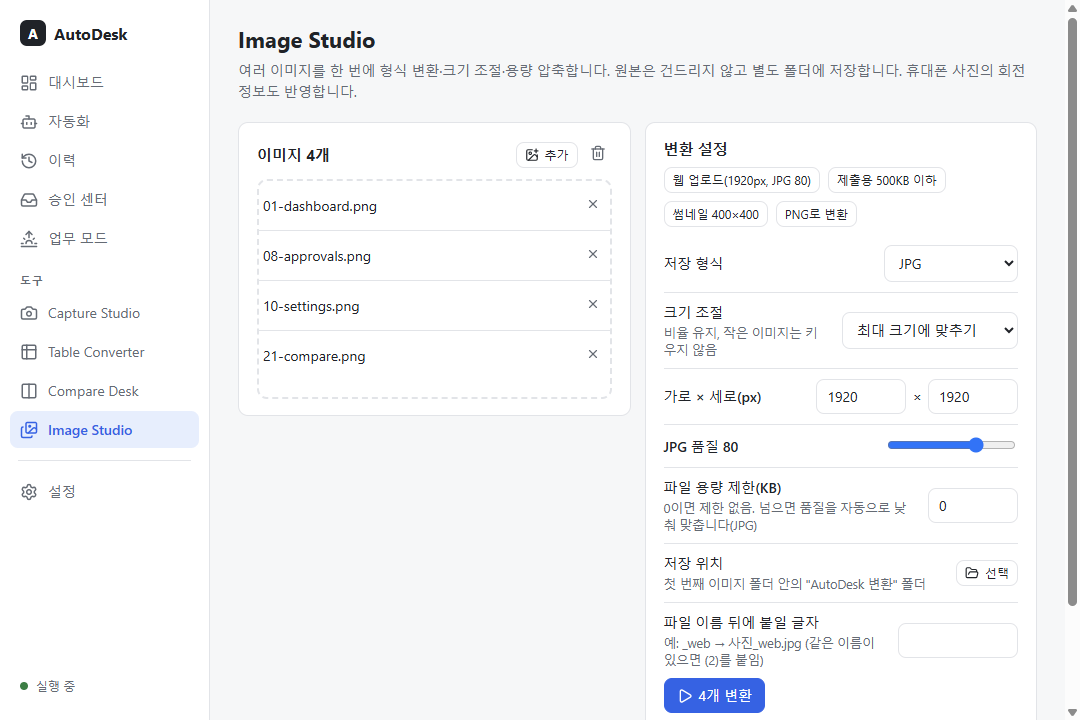 A AutoDesk
대시보드
자동화
이력
승인 센터
업무 모드
도구
Capture Studio
Table Converter
Compare Desk
Image Studio
설정
실행 중
Image Studio
여러 이미지를 한 번에 형식 변환·크기 조절·용량 압축합니다. 원본은 건드리지 않고 별도 폴더에 저장합니다. 휴대폰 사진의 회전
정보도 반영합니다.
이미지 4개
추가
01-dashboard.png
08-approvals.png
10-settings.png
21-compare.png
변환 설정
웹 업로드(1920px, JPG 80)
제출용 500KB 이하
썸네일 400×400
PNG로 변환
저장 형식
JPG
크기 조절
비율 유지, 작은 이미지는 키
우지 않음
최대 크기에 맞추기
가로 × 세로(px)
1920 × 1920
JPG 품질 80
파일 용량 제한(KB)
0이면 제한 없음. 넘으면 품질을 자동으로 낮
춰 맞춥니다(JPG)
0
저장 위치
첫 번째 이미지 폴더 안의 "AutoDesk 변환" 폴더
선택
파일 이름 뒤에 붙일 글자
예: _web → 사진_web.jpg (같은 이름이
있으면 (2)를 붙임)
4개 변환